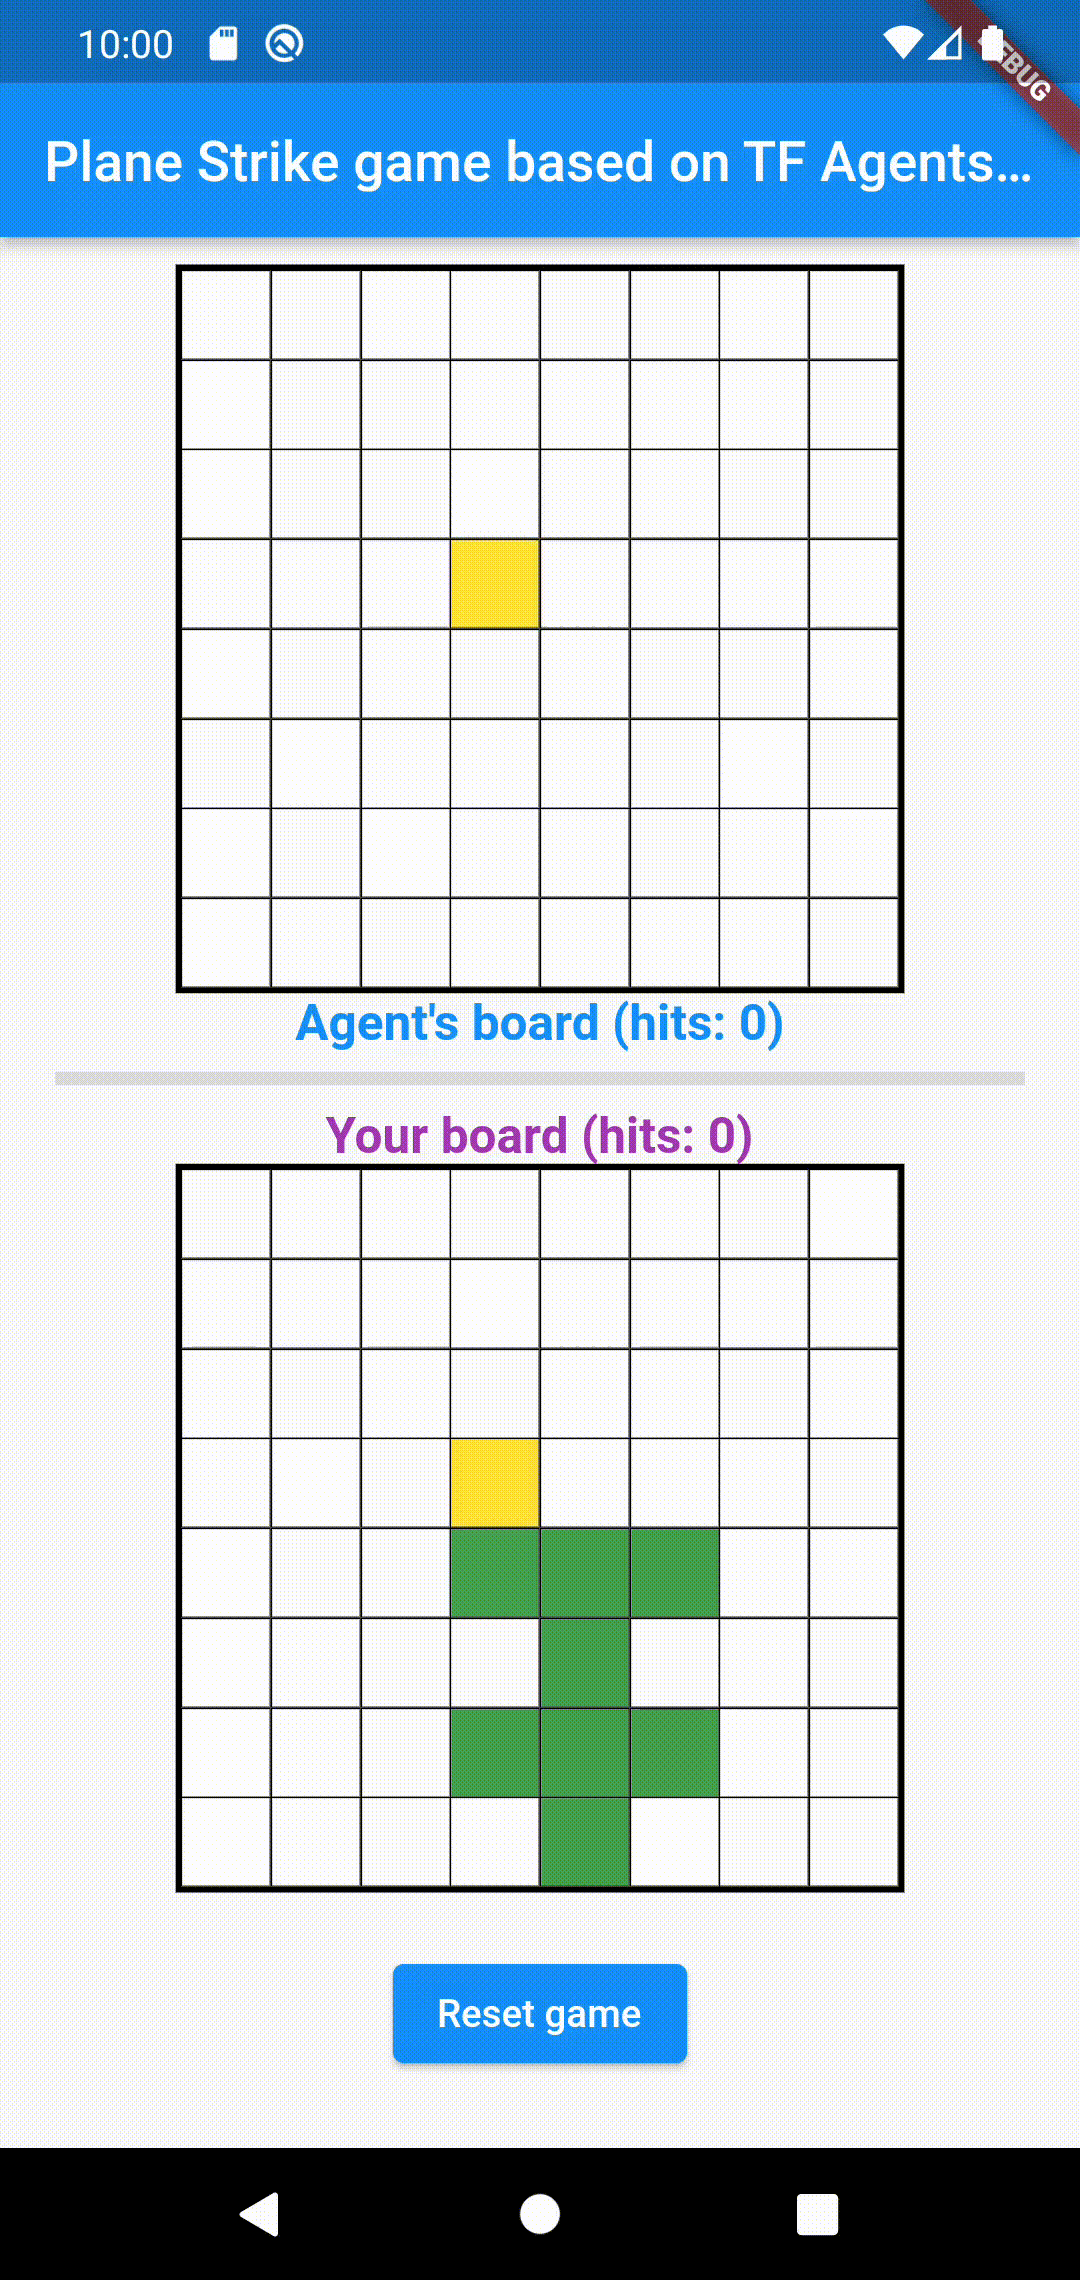 10:00
DEBUG
Plane Strike game based on TF Agents…
Agent's board (hits: 0)
Your board (hits: 0)
Reset game